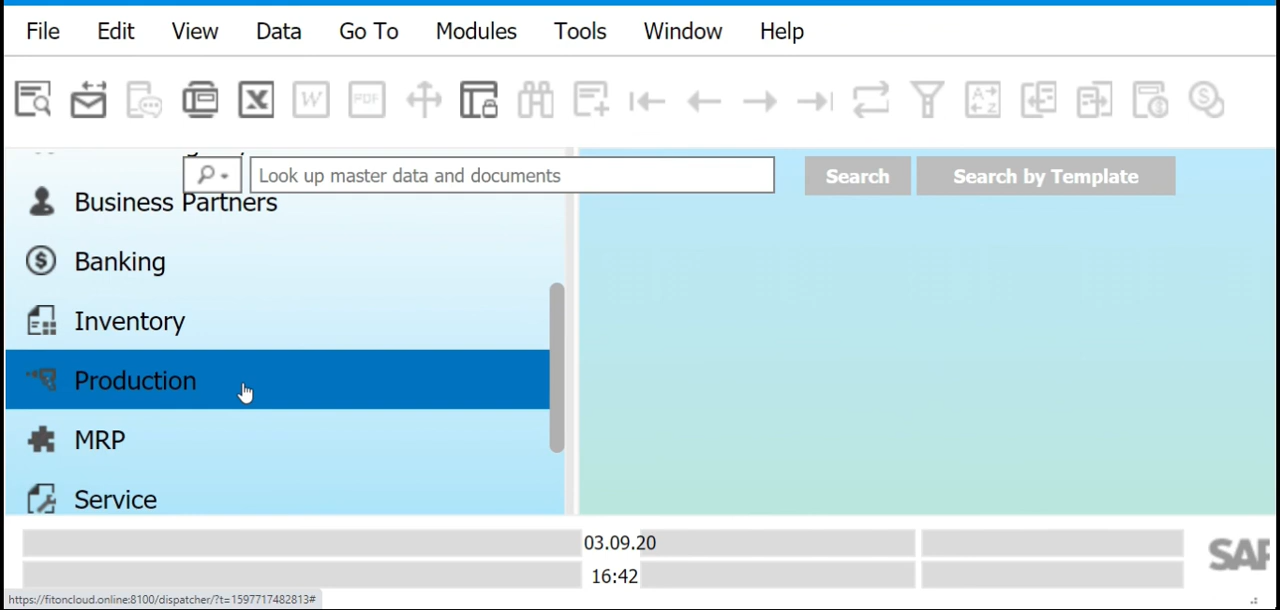 File Edit View Data Go To Modules Tools Window Help
W PDF
Look up master data and documents Search Search by Template
Business Partners
Banking
Inventory
Production
MRP
Service
03.09.20
16:42
SAP
https://fitoncloud.online:8100/dispatcher/?t=1597717482813#